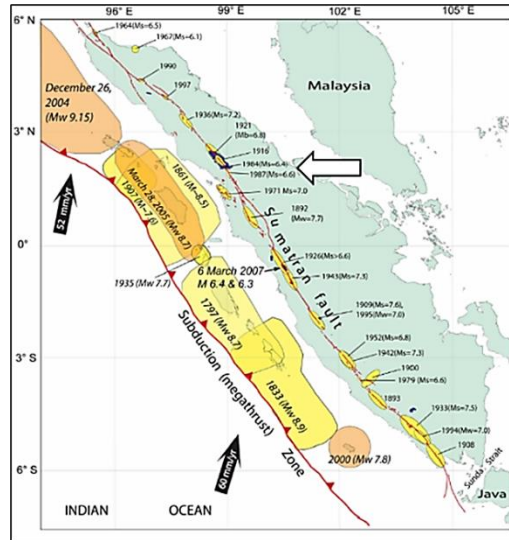 96°E
99°E
102°E
105°E
6°N
1964(Ms=6.5)
1967(Ms=6.1)
1990
1997
Malaysia
December 26,
2004
(Mw 9.15)
1936(Ms=7.2)
3°N
1921
(Mb=6.8)
1916
1984(Ms=6.4)
1987(Ms=6.6)
1971 Ms=7.0
1892
(Mw=7.7)
1861 (M=8.5)
March 28, 2005 (Mw 8.7)
1907 (M=7.6)
52 mm/yr
0°
Sumatran fault
1935 (Mw 7.7)
6 March 2007
M 6.4 & 6.3
1926(Ms>6.6)
1943(Ms=7.3)
1909(Ms=7.6),
1995(Mw=7.0)
1797 (Mw 8.7)
3°S
1952(Ms=6.8)
1942(Ms=7.3)
1900
1979 (Ms=6.6)
1893
Subduction (megathrust) Zone
1833 (Mw 8.9)
1933(Ms=7.5)
1994(Mw=7.0)
1908
60 mm/yr
2000 (Mw 7.8)
6°S
Sunda Strait
Java
INDIAN OCEAN